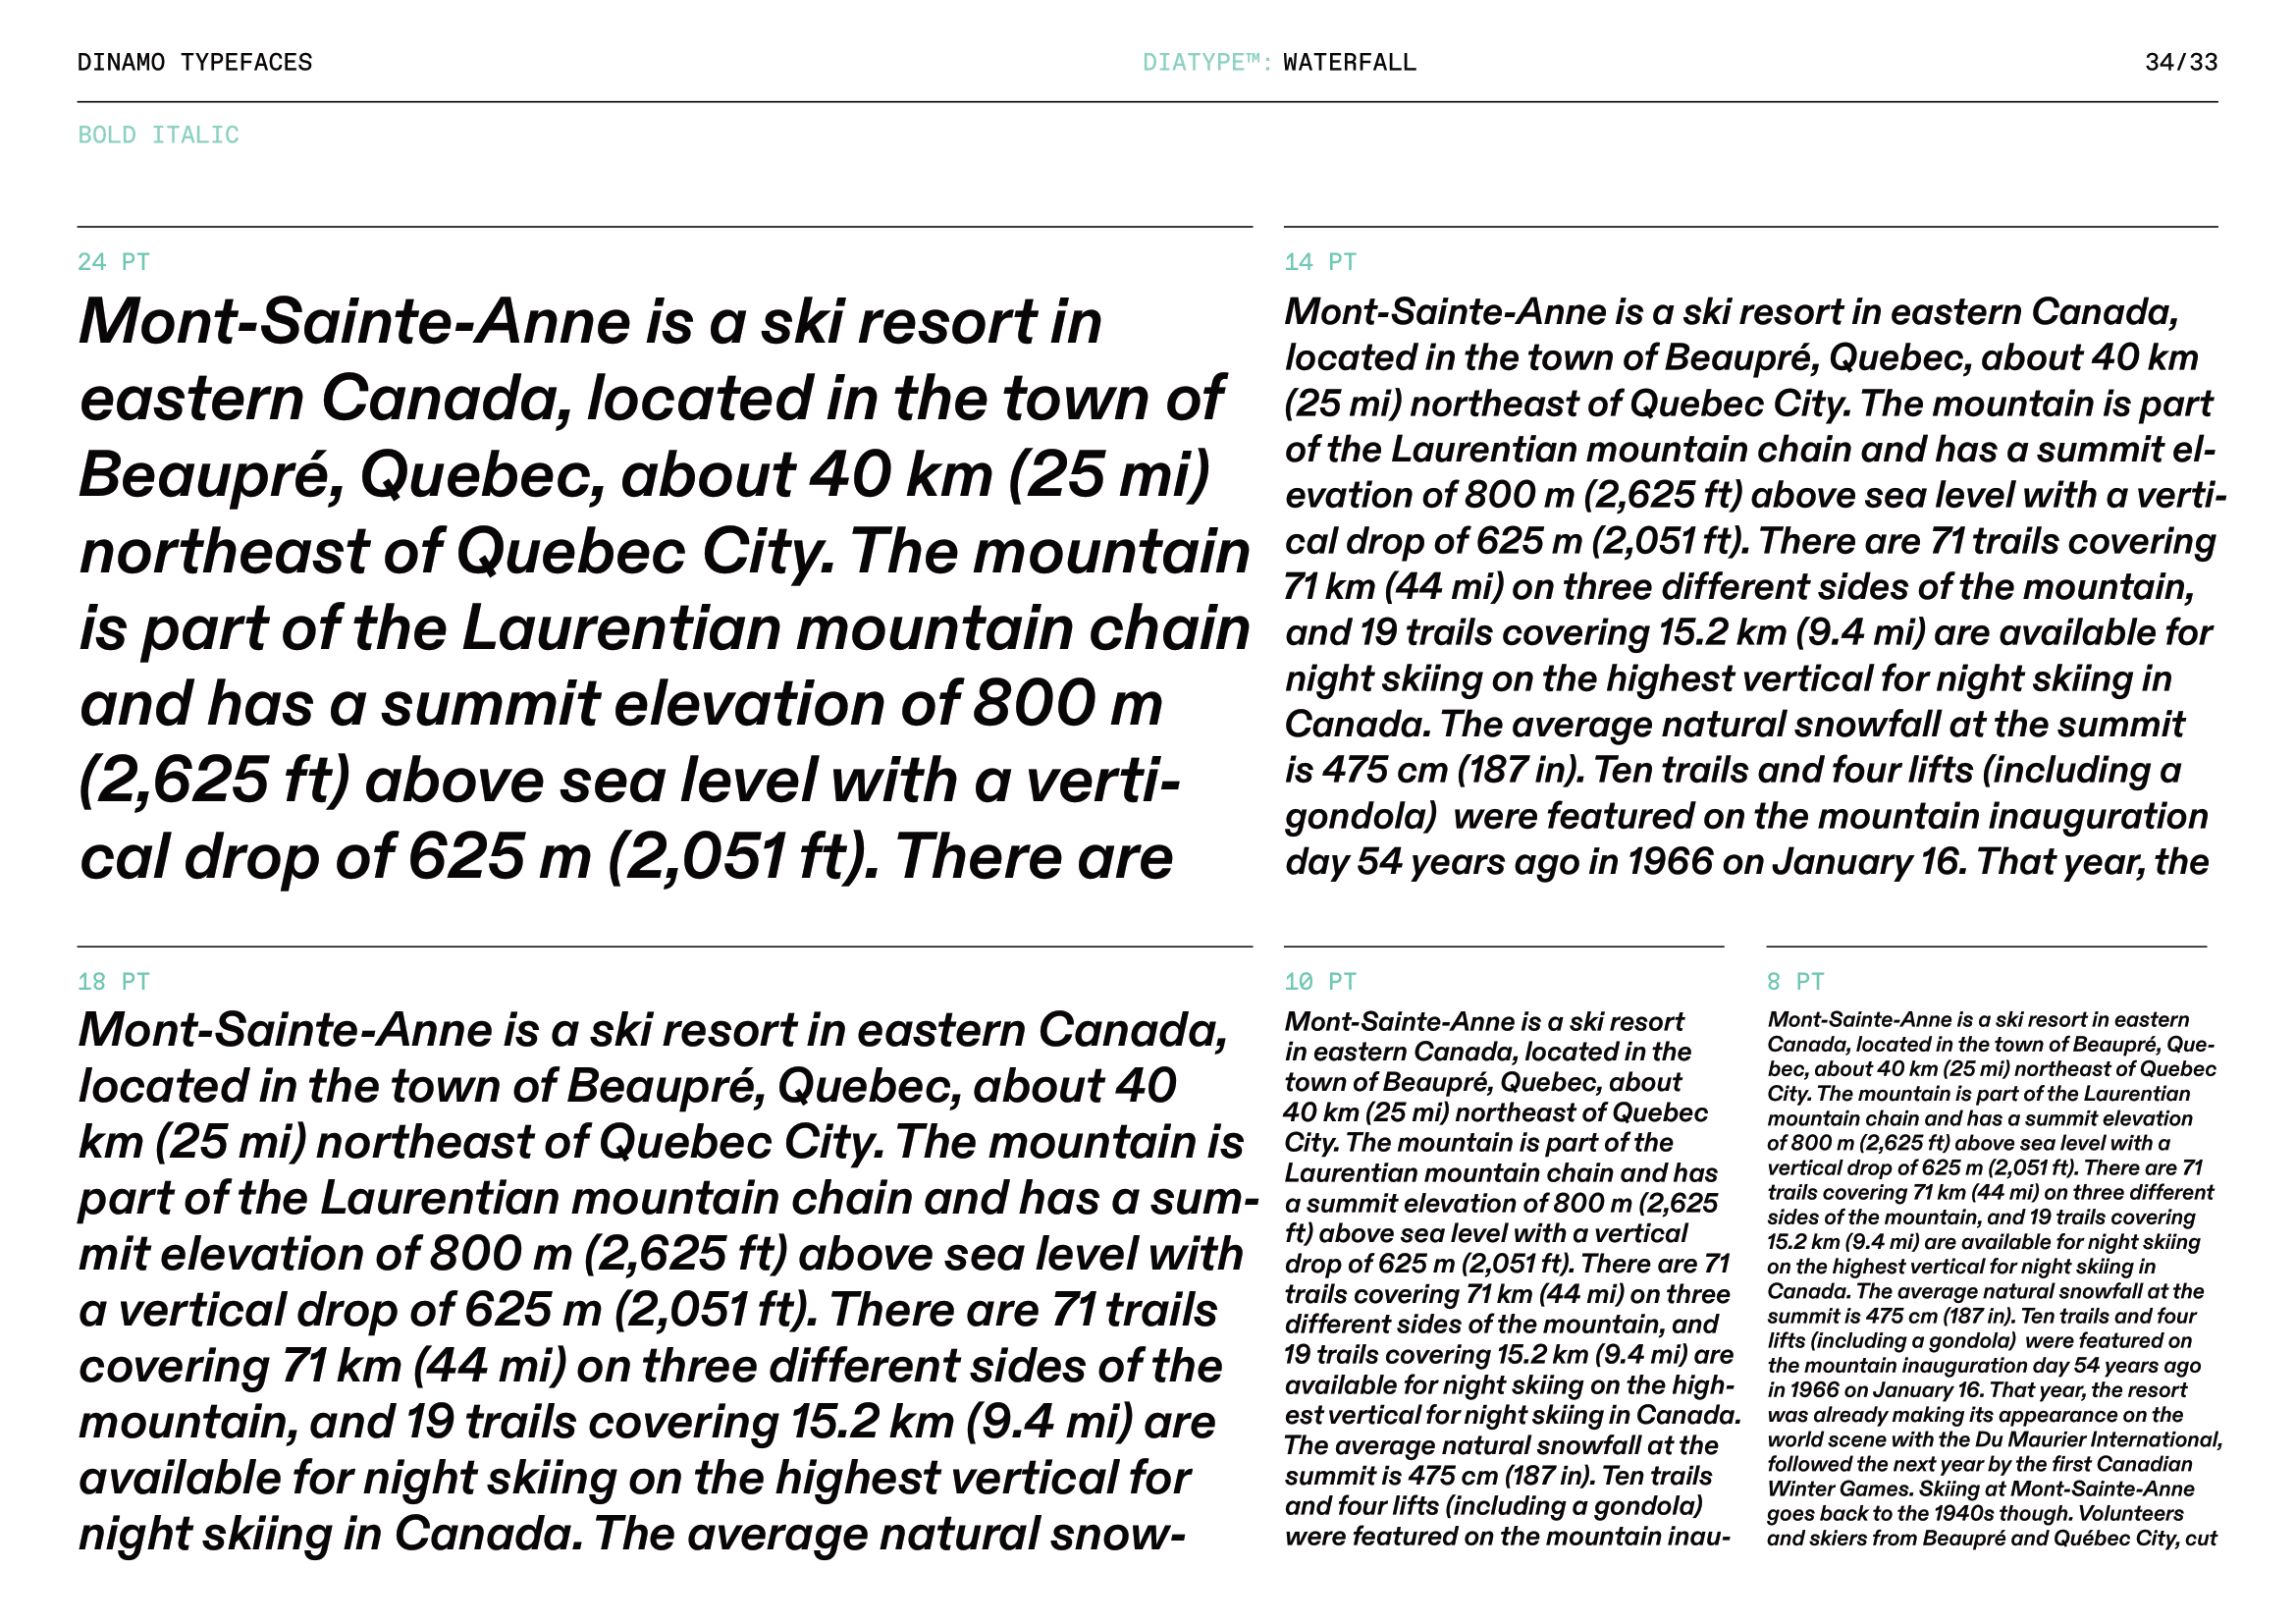 DINAMO TYPEFACES
DIATYPE™: WATERFALL
34/33
BOLD ITALIC
24 PT
Mont-Sainte-Anne is a ski resort in
eastern Canada, located in the town of
Beaupré, Quebec, about 40 km (25 mi)
northeast of Quebec City. The mountain
is part of the Laurentian mountain chain
and has a summit elevation of 800 m
(2,625 ft) above sea level with a verti-
cal drop of 625 m (2,051 ft). There are
14 PT
Mont-Sainte-Anne is a ski resort in eastern Canada,
located in the town of Beaupré, Quebec, about 40 km
(25 mi) northeast of Quebec City. The mountain is part
of the Laurentian mountain chain and has a summit el-
evation of 800 m (2,625 ft) above sea level with a verti-
cal drop of 625 m (2,051 ft). There are 71 trails covering
71 km (44 mi) on three different sides of the mountain,
and 19 trails covering 15.2 km (9.4 mi) are available for
night skiing on the highest vertical for night skiing in
Canada. The average natural snowfall at the summit
is 475 cm (187 in). Ten trails and four lifts (including a
gondola)  were featured on the mountain inauguration
day 54 years ago in 1966 on January 16. That year, the
18 PT
Mont-Sainte-Anne is a ski resort in eastern Canada,
located in the town of Beaupré, Quebec, about 40
km (25 mi) northeast of Quebec City. The mountain is
part of the Laurentian mountain chain and has a sum-
mit elevation of 800 m (2,625 ft) above sea level with
a vertical drop of 625 m (2,051 ft). There are 71 trails
covering 71 km (44 mi) on three different sides of the
mountain, and 19 trails covering 15.2 km (9.4 mi) are
available for night skiing on the highest vertical for
night skiing in Canada. The average natural snow-
10 PT
Mont-Sainte-Anne is a ski resort
in eastern Canada, located in the
town of Beaupré, Quebec, about
40 km (25 mi) northeast of Quebec
City. The mountain is part of the
Laurentian mountain chain and has
a summit elevation of 800 m (2,625
ft) above sea level with a vertical
drop of 625 m (2,051 ft). There are 71
trails covering 71 km (44 mi) on three
different sides of the mountain, and
19 trails covering 15.2 km (9.4 mi) are
available for night skiing on the high-
est vertical for night skiing in Canada.
The average natural snowfall at the
summit is 475 cm (187 in). Ten trails
and four lifts (including a gondola)
were featured on the mountain inau-
8 PT
Mont-Sainte-Anne is a ski resort in eastern
Canada, located in the town of Beaupré, Que-
bec, about 40 km (25 mi) northeast of Quebec
City. The mountain is part of the Laurentian
mountain chain and has a summit elevation
of 800 m (2,625 ft) above sea level with a
vertical drop of 625 m (2,051 ft). There are 71
trails covering 71 km (44 mi) on three different
sides of the mountain, and 19 trails covering
15.2 km (9.4 mi) are available for night skiing
on the highest vertical for night skiing in
Canada. The average natural snowfall at the
summit is 475 cm (187 in). Ten trails and four
lifts (including a gondola)  were featured on
the mountain inauguration day 54 years ago
in 1966 on January 16. That year, the resort
was already making its appearance on the
world scene with the Du Maurier International,
followed the next year by the first Canadian
Winter Games. Skiing at Mont-Sainte-Anne
goes back to the 1940s though. Volunteers
and skiers from Beaupré and Québec City, cut